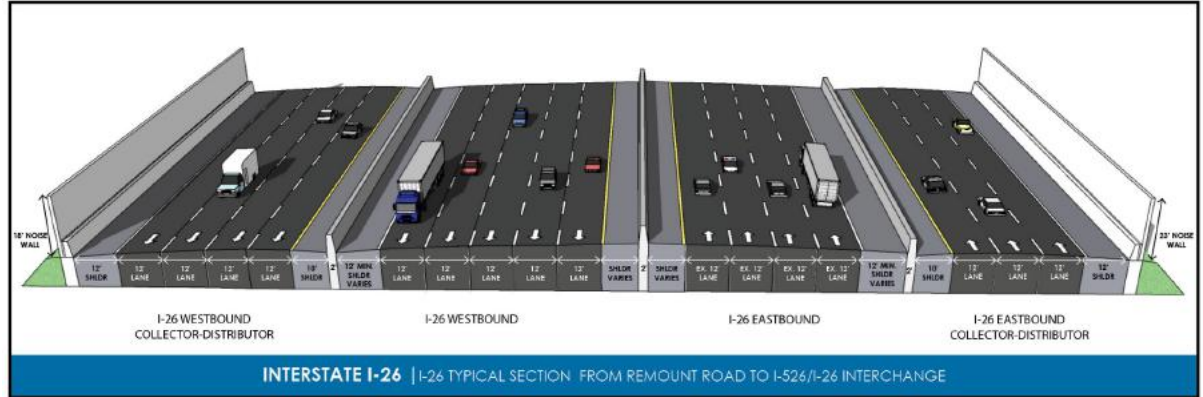 18' NOISE
WALL
12'
SHLDR
12'
LANE
12'
LANE
12'
LANE
12'
LANE
10'
SHLDR
2'
12' MIN.
SHLDR
VARIES
12'
LANE
12'
LANE
12'
LANE
12'
LANE
12'
LANE
SHLDR
VARIES
2'
SHLDR
VARIES
EX. 12'
LANE
EX. 12'
LANE
EX. 12'
LANE
EX. 12'
LANE
12' MIN.
SHLDR
VARIES
2'
10'
SHLDR
12'
LANE
12'
LANE
12'
LANE
12'
SHLDR
23' NOISE
WALL
I-26 WESTBOUND
COLLECTOR-DISTRIBUTOR
I-26 WESTBOUND
I-26 EASTBOUND
I-26 EASTBOUND
COLLECTOR-DISTRIBUTOR
INTERSTATE I-26 | I-26 TYPICAL SECTION FROM REMOUNT ROAD TO I-526/I-26 INTERCHANGE